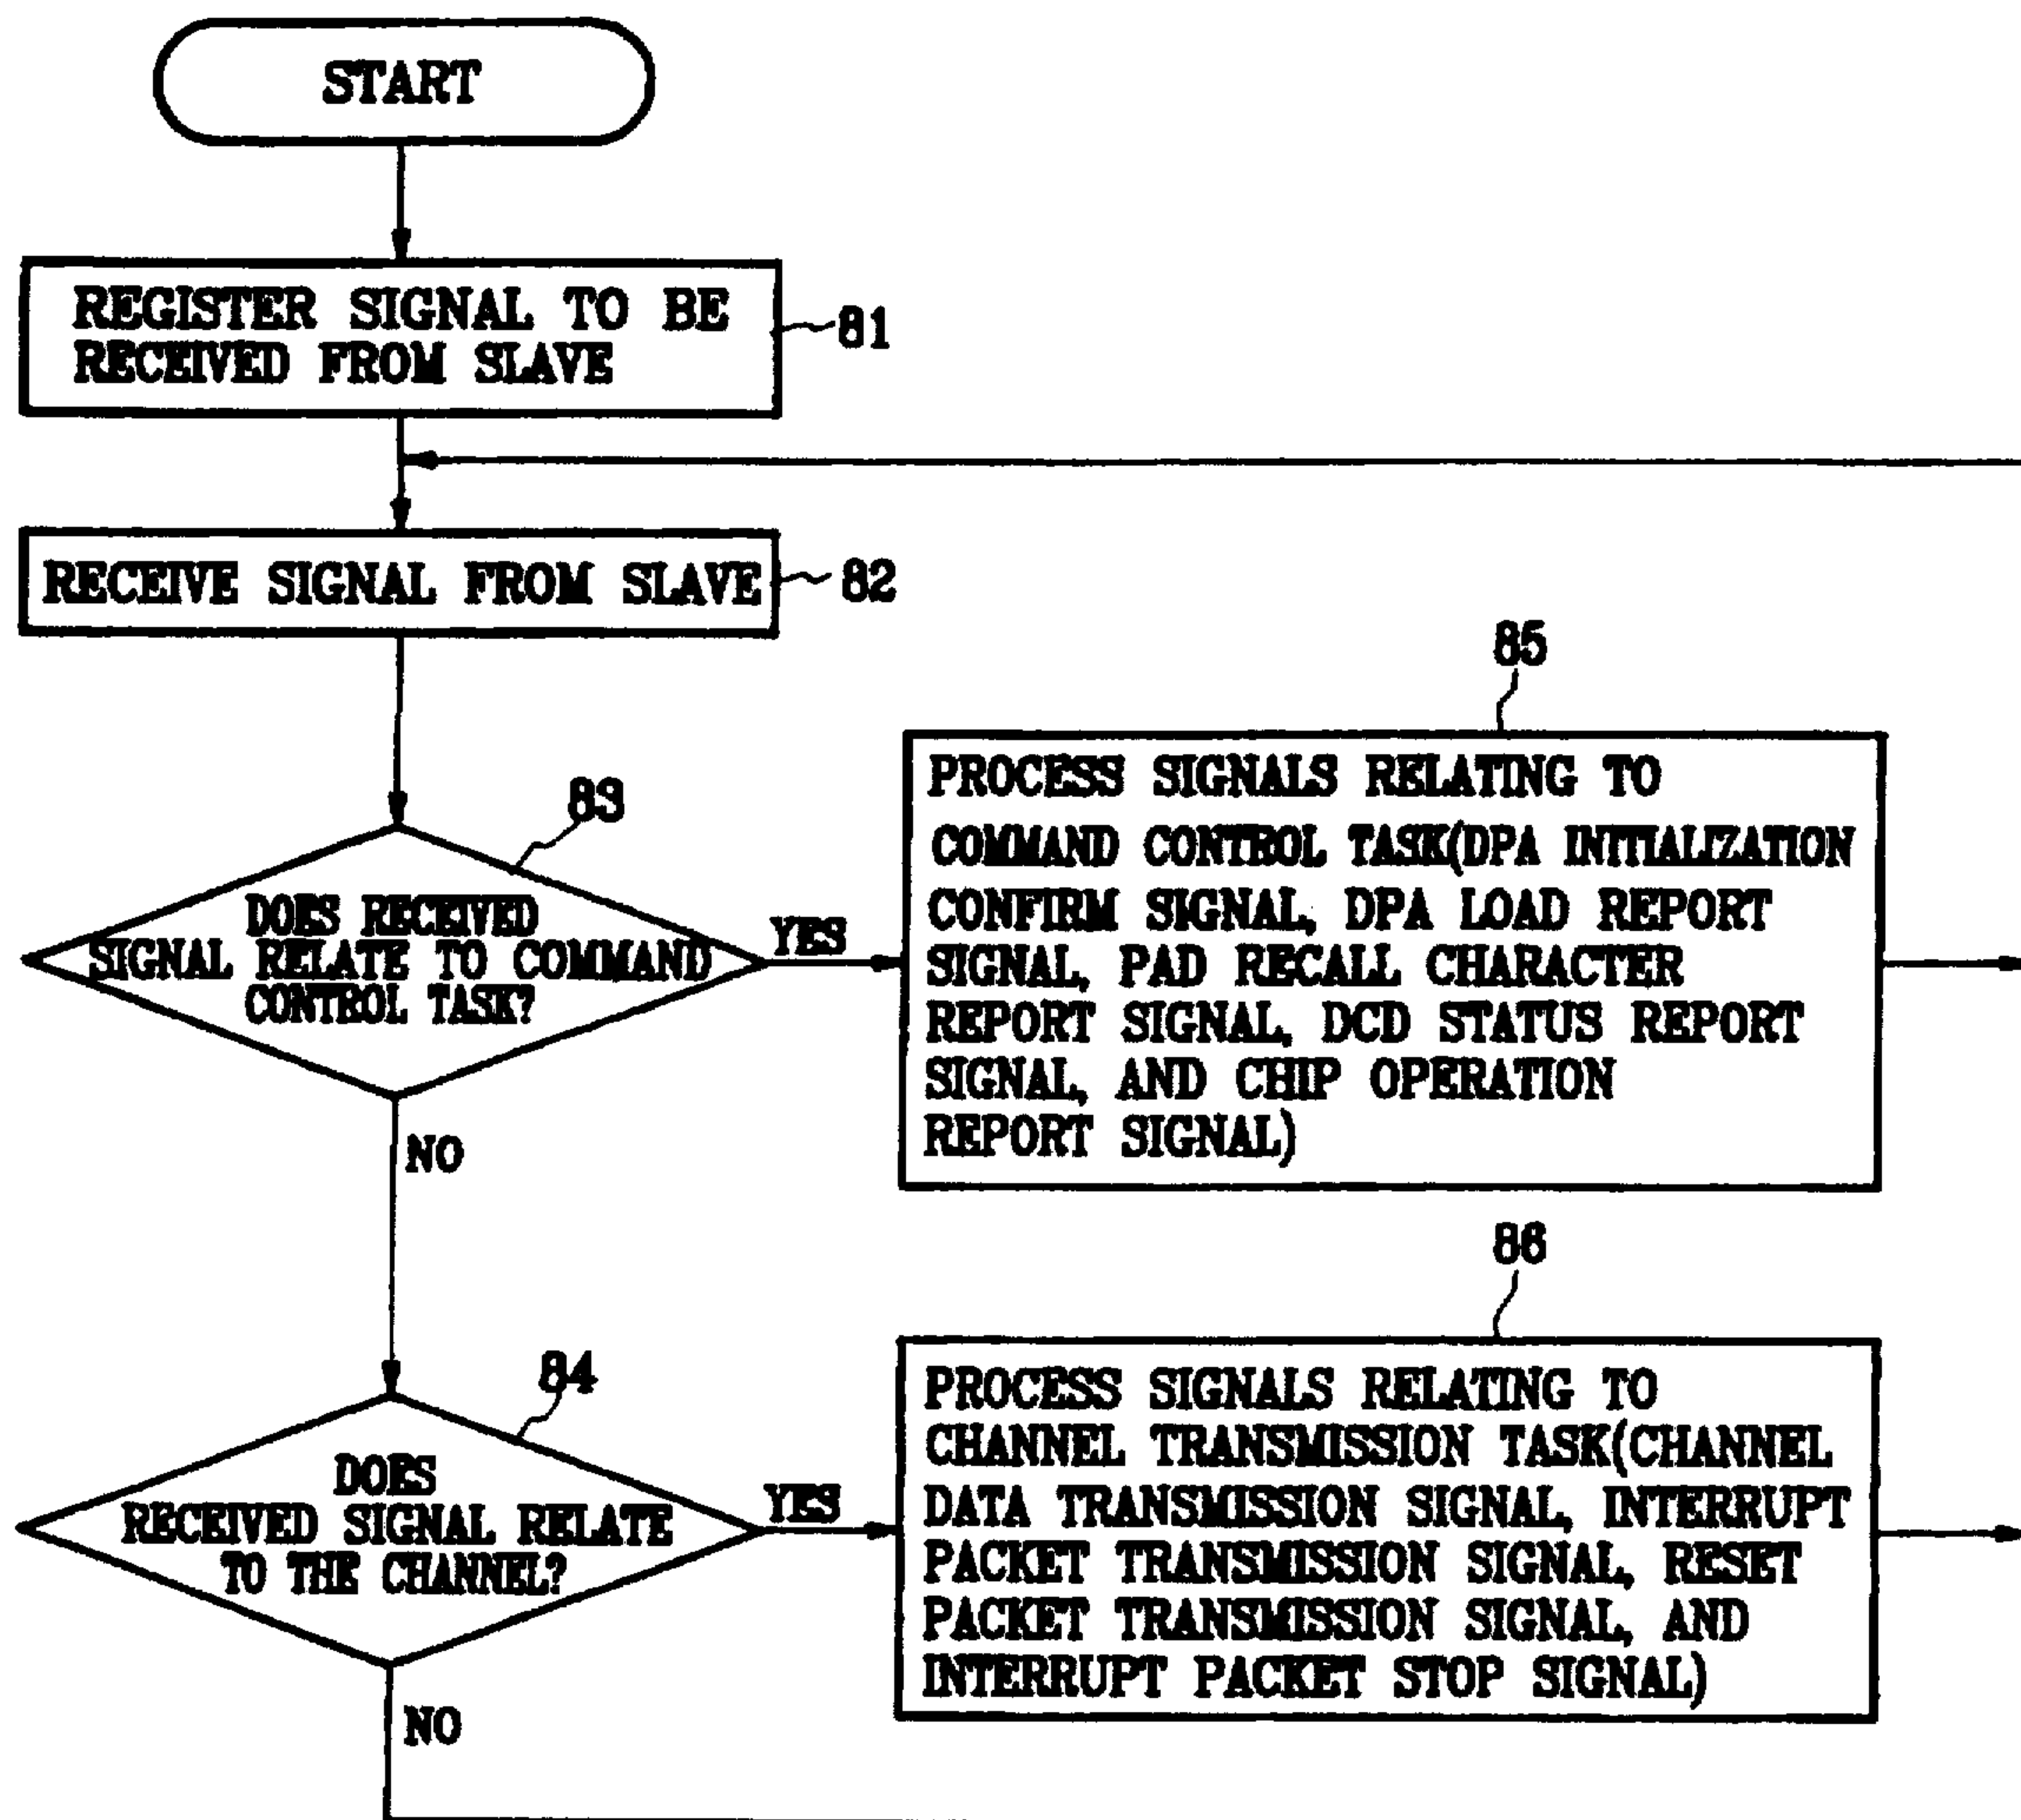 START
REGISTER SIGNAL TO BE
RECEIVED FROM SLAVE
81
RECEIVE SIGNAL FROM SLAVE
82
83
DOES RECEIVED
SIGNAL RELATE TO COMMAND
CONTROL TASK?
YES
NO
85
PROCESS SIGNALS RELATING TO
COMMAND CONTROL TASK(DPA INITIALIZATION
CONFIRM SIGNAL, DPA LOAD REPORT
SIGNAL, PAD RECALL CHARACTER
REPORT SIGNAL, DCD STATUS REPORT
SIGNAL, AND CHIP OPERATION
REPORT SIGNAL)
84
DOES
RECEIVED SIGNAL RELATE
TO THE CHANNEL?
YES
NO
86
PROCESS SIGNALS RELATING TO
CHANNEL TRANSMISSION TASK(CHANNEL
DATA TRANSMISSION SIGNAL, INTERRUPT
PACKET TRANSMISSION SIGNAL, RESET
PACKET TRANSMISSION SIGNAL, AND
INTERRUPT PACKET STOP SIGNAL)